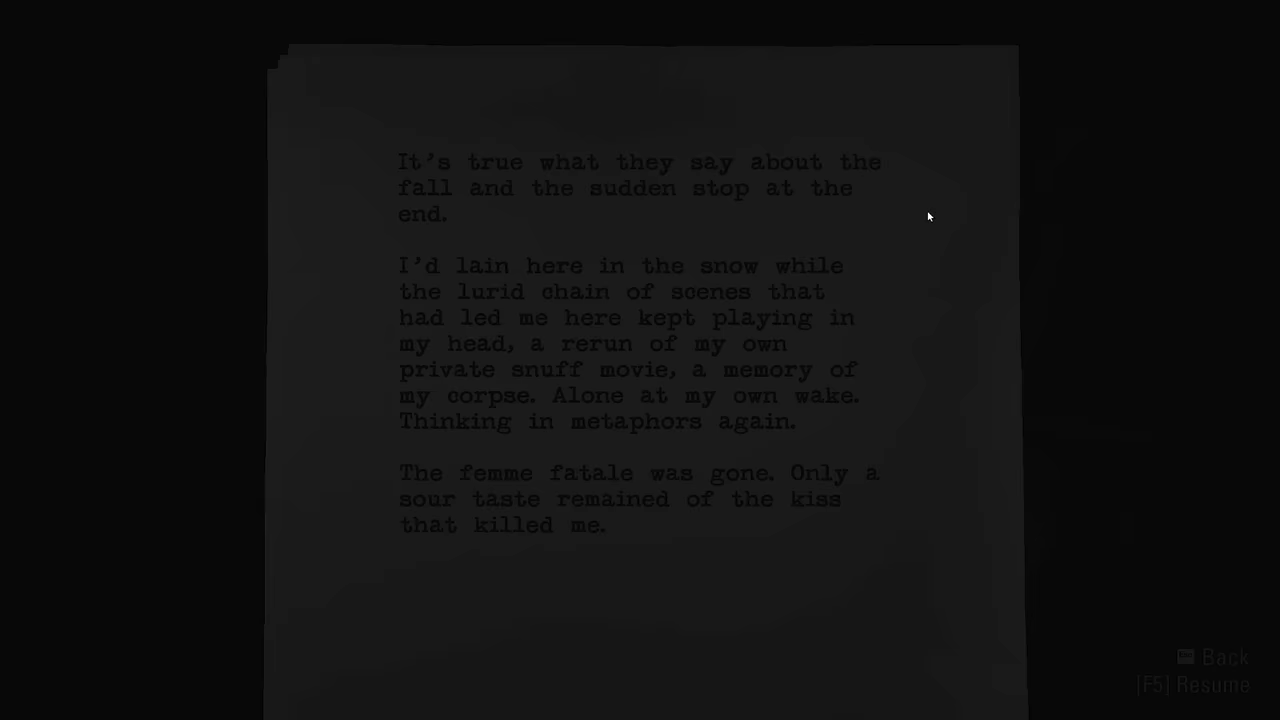 It's true what they say about the
fall and the sudden stop at the
end.
I'd lain here in the snow while
the lurid chain of scenes that
had led me here kept playing in
my head, a rerun of my own
private snuff movie, a memory of
my corpse. Alone at my own wake.
Thinking in metaphors again.
The femme fatale was gone. Only a
sour taste remained of the kiss
that killed me.
Back
[F5] Resume